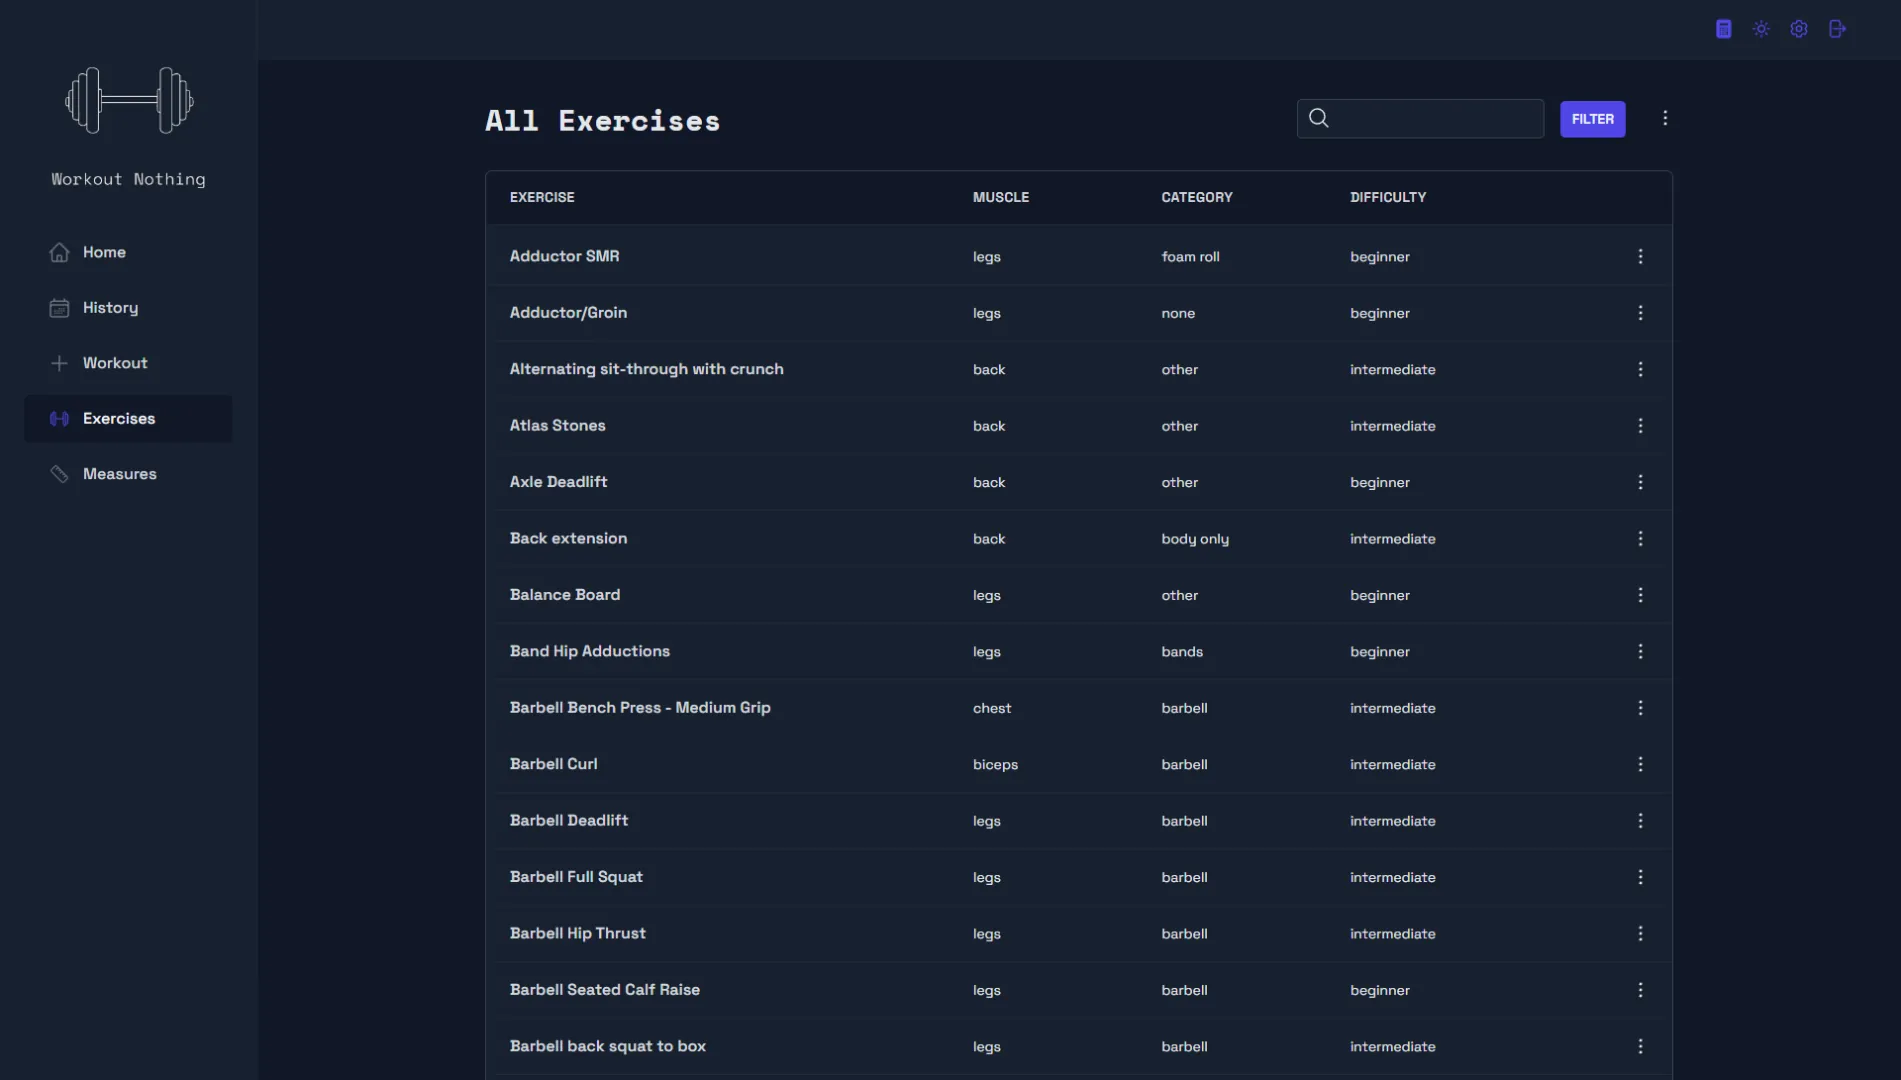 Workout Nothing
Home
History
Workout
Exercises
Measures
All Exercises
FILTER
EXERCISE MUSCLE CATEGORY DIFFICULTY
Adductor SMR legs foam roll beginner
Adductor/Groin legs none beginner
Alternating sit-through with crunch back other intermediate
Atlas Stones back other intermediate
Axle Deadlift back other beginner
Back extension back body only intermediate
Balance Board legs other beginner
Band Hip Adductions legs bands beginner
Barbell Bench Press - Medium Grip chest barbell intermediate
Barbell Curl biceps barbell intermediate
Barbell Deadlift legs barbell intermediate
Barbell Full Squat legs barbell intermediate
Barbell Hip Thrust legs barbell intermediate
Barbell Seated Calf Raise legs barbell beginner
Barbell back squat to box legs barbell intermediate